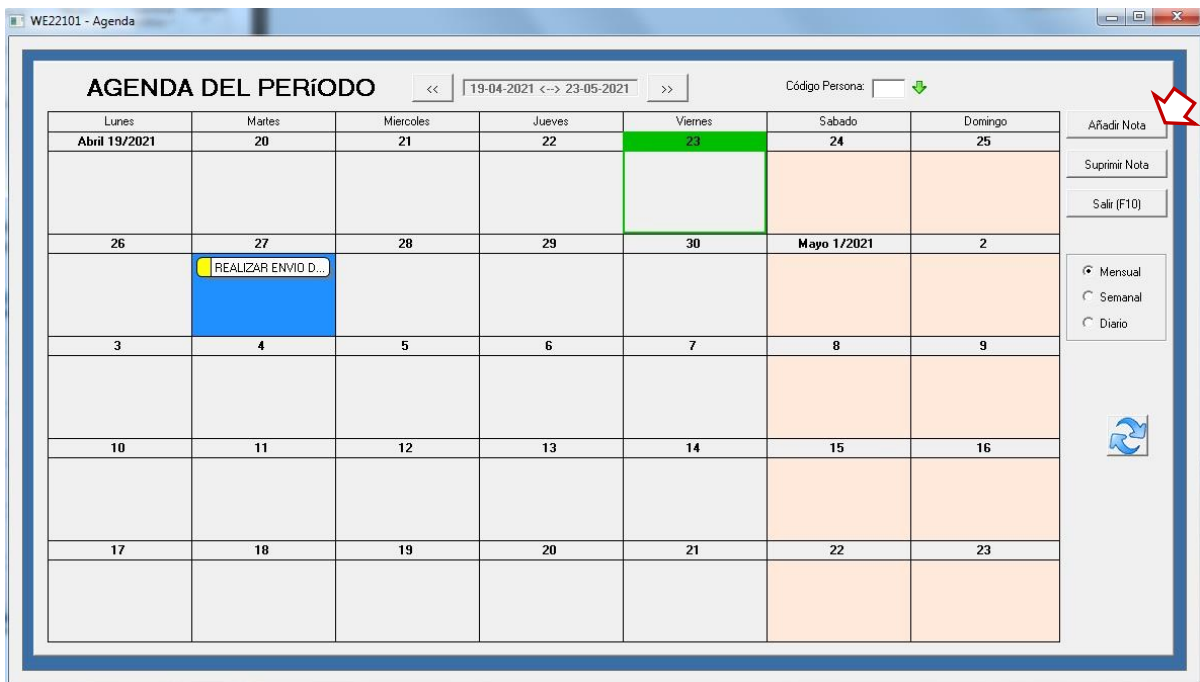 WE22101 - Agenda
AGENDA DEL PERíODO << 19-04-2021 <--> 23-05-2021 >> Código Persona:
Lunes Martes Miercoles Jueves Viernes Sabado Domingo
Abril 19/2021 20 21 22 23 24 25
Añadir Nota
Suprimir Nota
Salir (F10)
26 27 28 29 30 Mayo 1/2021 2
REALIZAR ENVIO D...
Mensual
Semanal
Diario
3 4 5 6 7 8 9
10 11 12 13 14 15 16
17 18 19 20 21 22 23